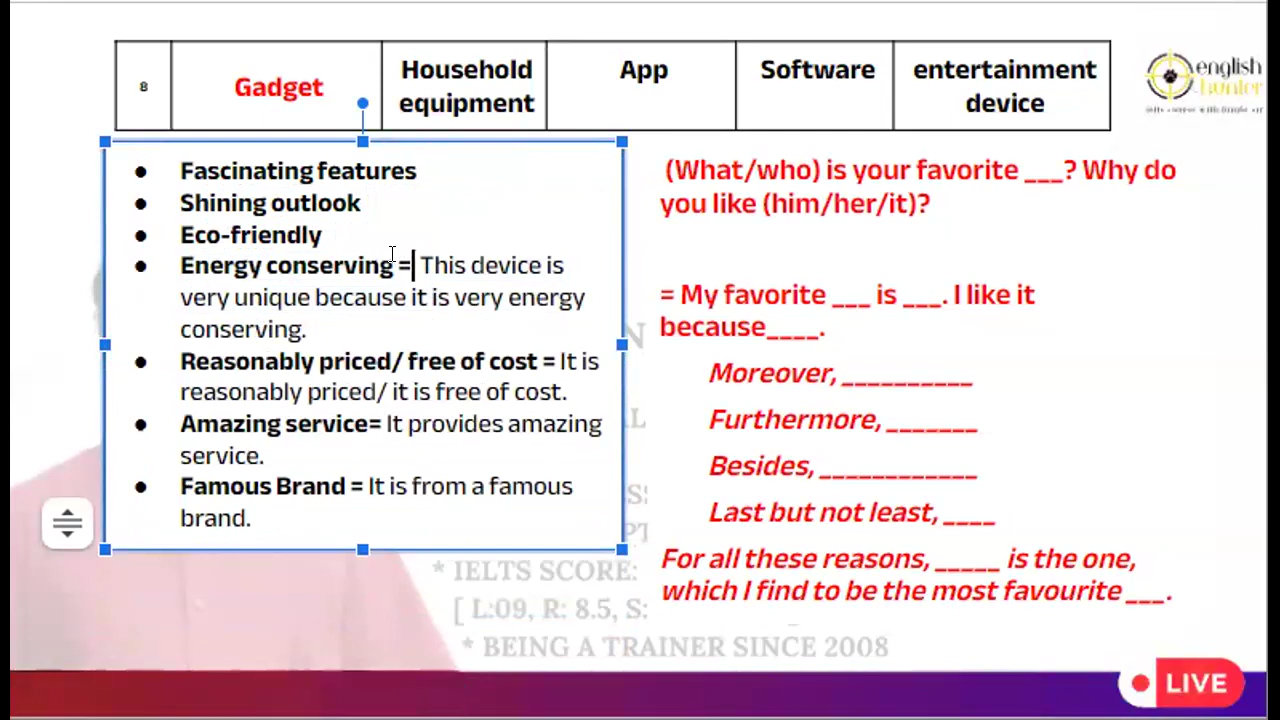 8
Gadget
Household
equipment
App
Software
entertainment
device
english
hunter
● Fascinating features
● Shining outlook
● Eco-friendly
● Energy conserving = This device is
very unique because it is very energy
conserving.
● Reasonably priced/ free of cost = It is
reasonably priced/ it is free of cost.
● Amazing service= It provides amazing
service.
● Famous Brand = It is from a famous
brand.
(What/who) is your favorite ___? Why do
you like (him/her/it)?
= My favorite ___ is ___. I like it
because____.
Moreover, __________
Furthermore, _______
Besides, ____________
Last but not least, ____
For all these reasons, _____ is the one,
which I find to be the most favourite ___.
* IELTS SCORE:
[ L:09, R: 8.5, S:
* BEING A TRAINER SINCE 2008
LIVE